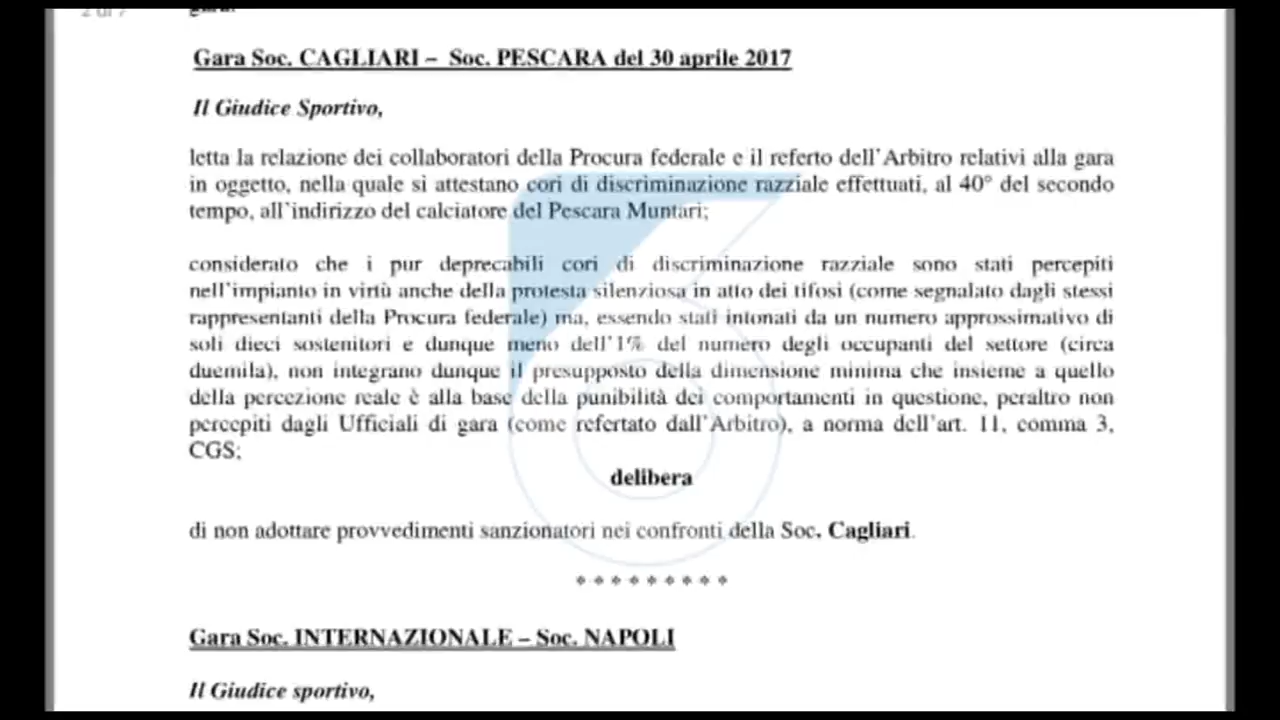 2 di 7
gara.
Gara Soc. CAGLIARI – Soc. PESCARA del 30 aprile 2017
Il Giudice Sportivo,
letta la relazione dei collaboratori della Procura federale e il referto dell'Arbitro relativi alla gara
in oggetto, nella quale si attestano cori di discriminazione razziale effettuati, al 40° del secondo
tempo, all'indirizzo del calciatore del Pescara Muntari;
considerato che i pur deprecabili cori di discriminazione razziale sono stati percepiti
nell'impianto in virtù anche della protesta silenziosa in atto dei tifosi (come segnalato dagli stessi
rappresentanti della Procura federale) ma, essendo stati intonati da un numero approssimativo di
soli dieci sostenitori e dunque meno dell'1% del numero degli occupanti del settore (circa
duemila), non integrano dunque il presupposto della dimensione minima che insieme a quello
della percezione reale è alla base della punibilità dei comportamenti in questione, peraltro non
percepiti dagli Ufficiali di gara (come refertato dall'Arbitro), a norma dell'art. 11, comma 3,
CGS;
delibera
di non adottare provvedimenti sanzionatori nei confronti della Soc. Cagliari.
* * * * * * * * *
Gara Soc. INTERNAZIONALE – Soc. NAPOLI
Il Giudice sportivo,